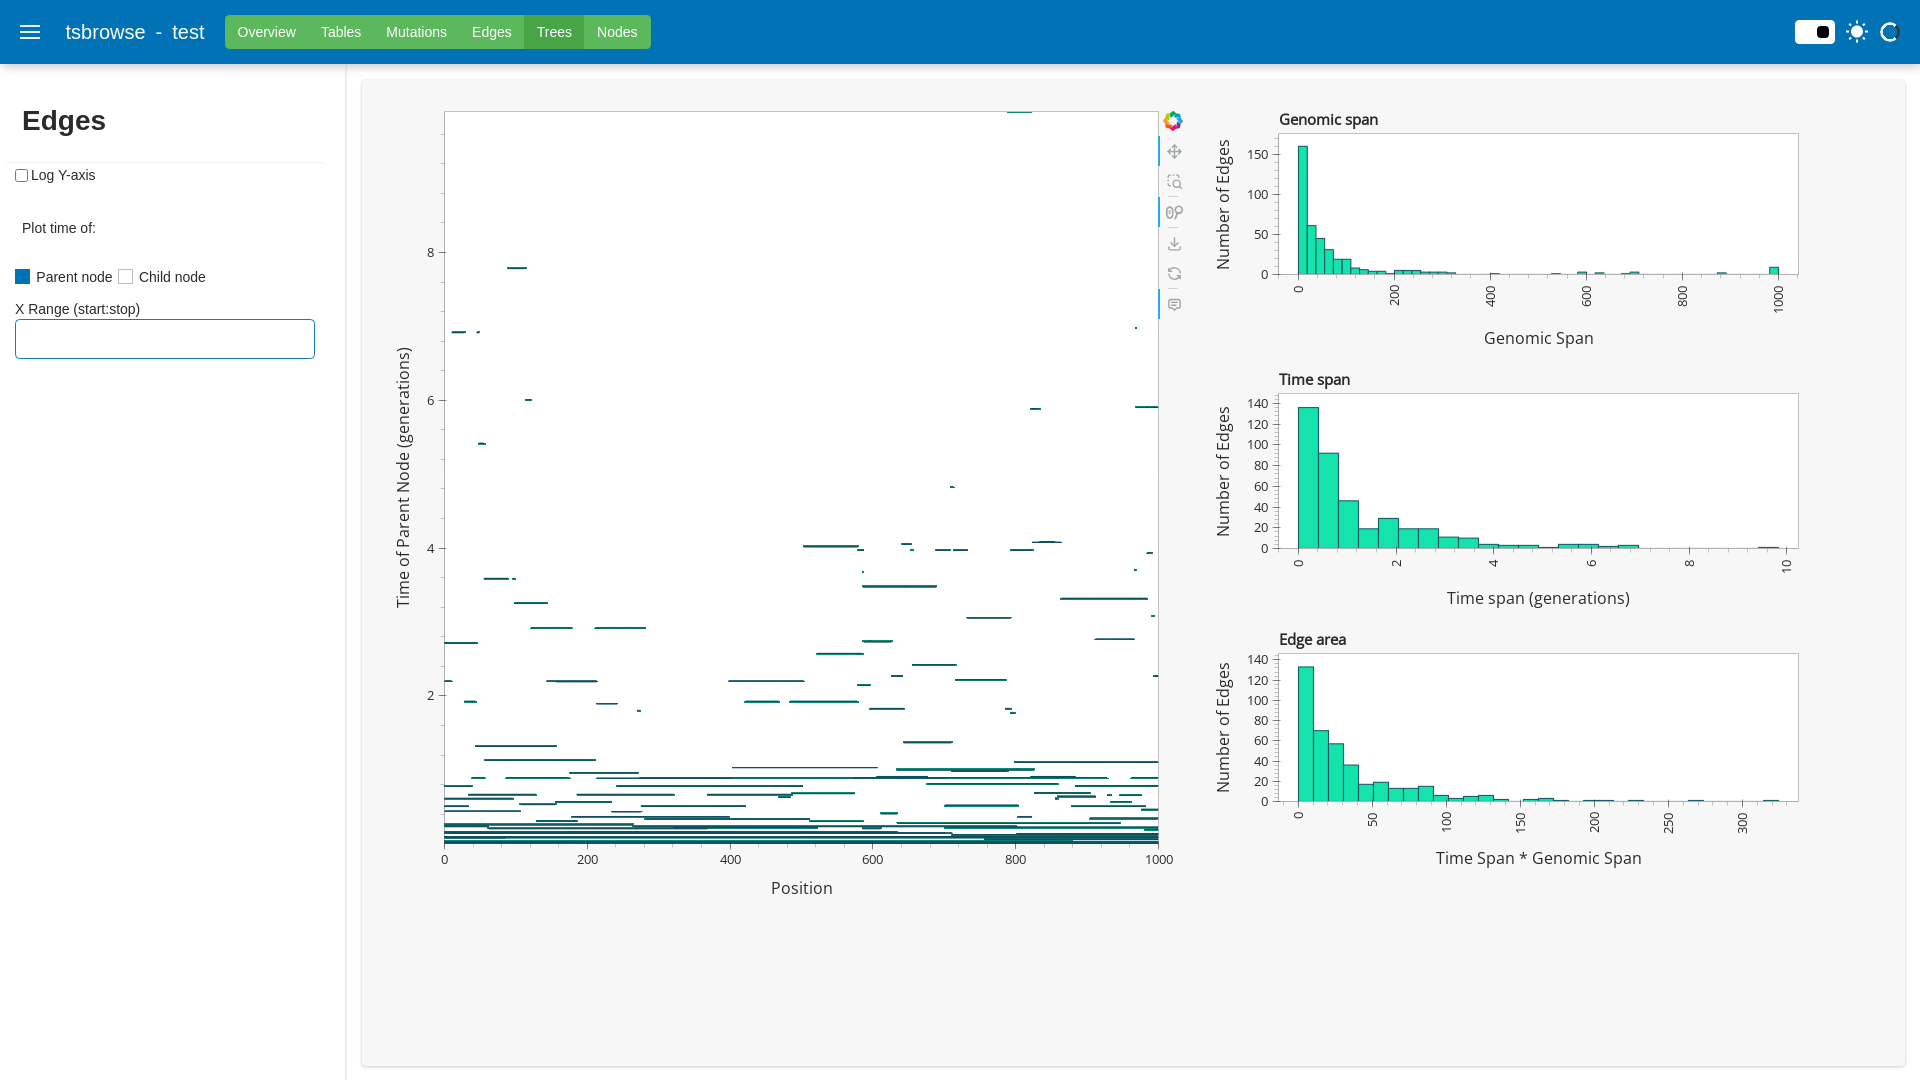 tsbrowse - test
Overview Tables Mutations Edges Trees Nodes
Edges
Log Y-axis
Plot time of:
Parent node Child node
X Range (start:stop)
Time of Parent Node (generations)
8
6
4
2
0 200 400 600 800 1000
Position
Genomic span
Number of Edges
150
100
50
0
0 200 400 600 800 1000
Genomic Span
Time span
Number of Edges
140
120
100
80
60
40
20
0
0 2 4 6 8 10
Time span (generations)
Edge area
Number of Edges
140
120
100
80
60
40
20
0
0 50 100 150 200 250 300
Time Span * Genomic Span